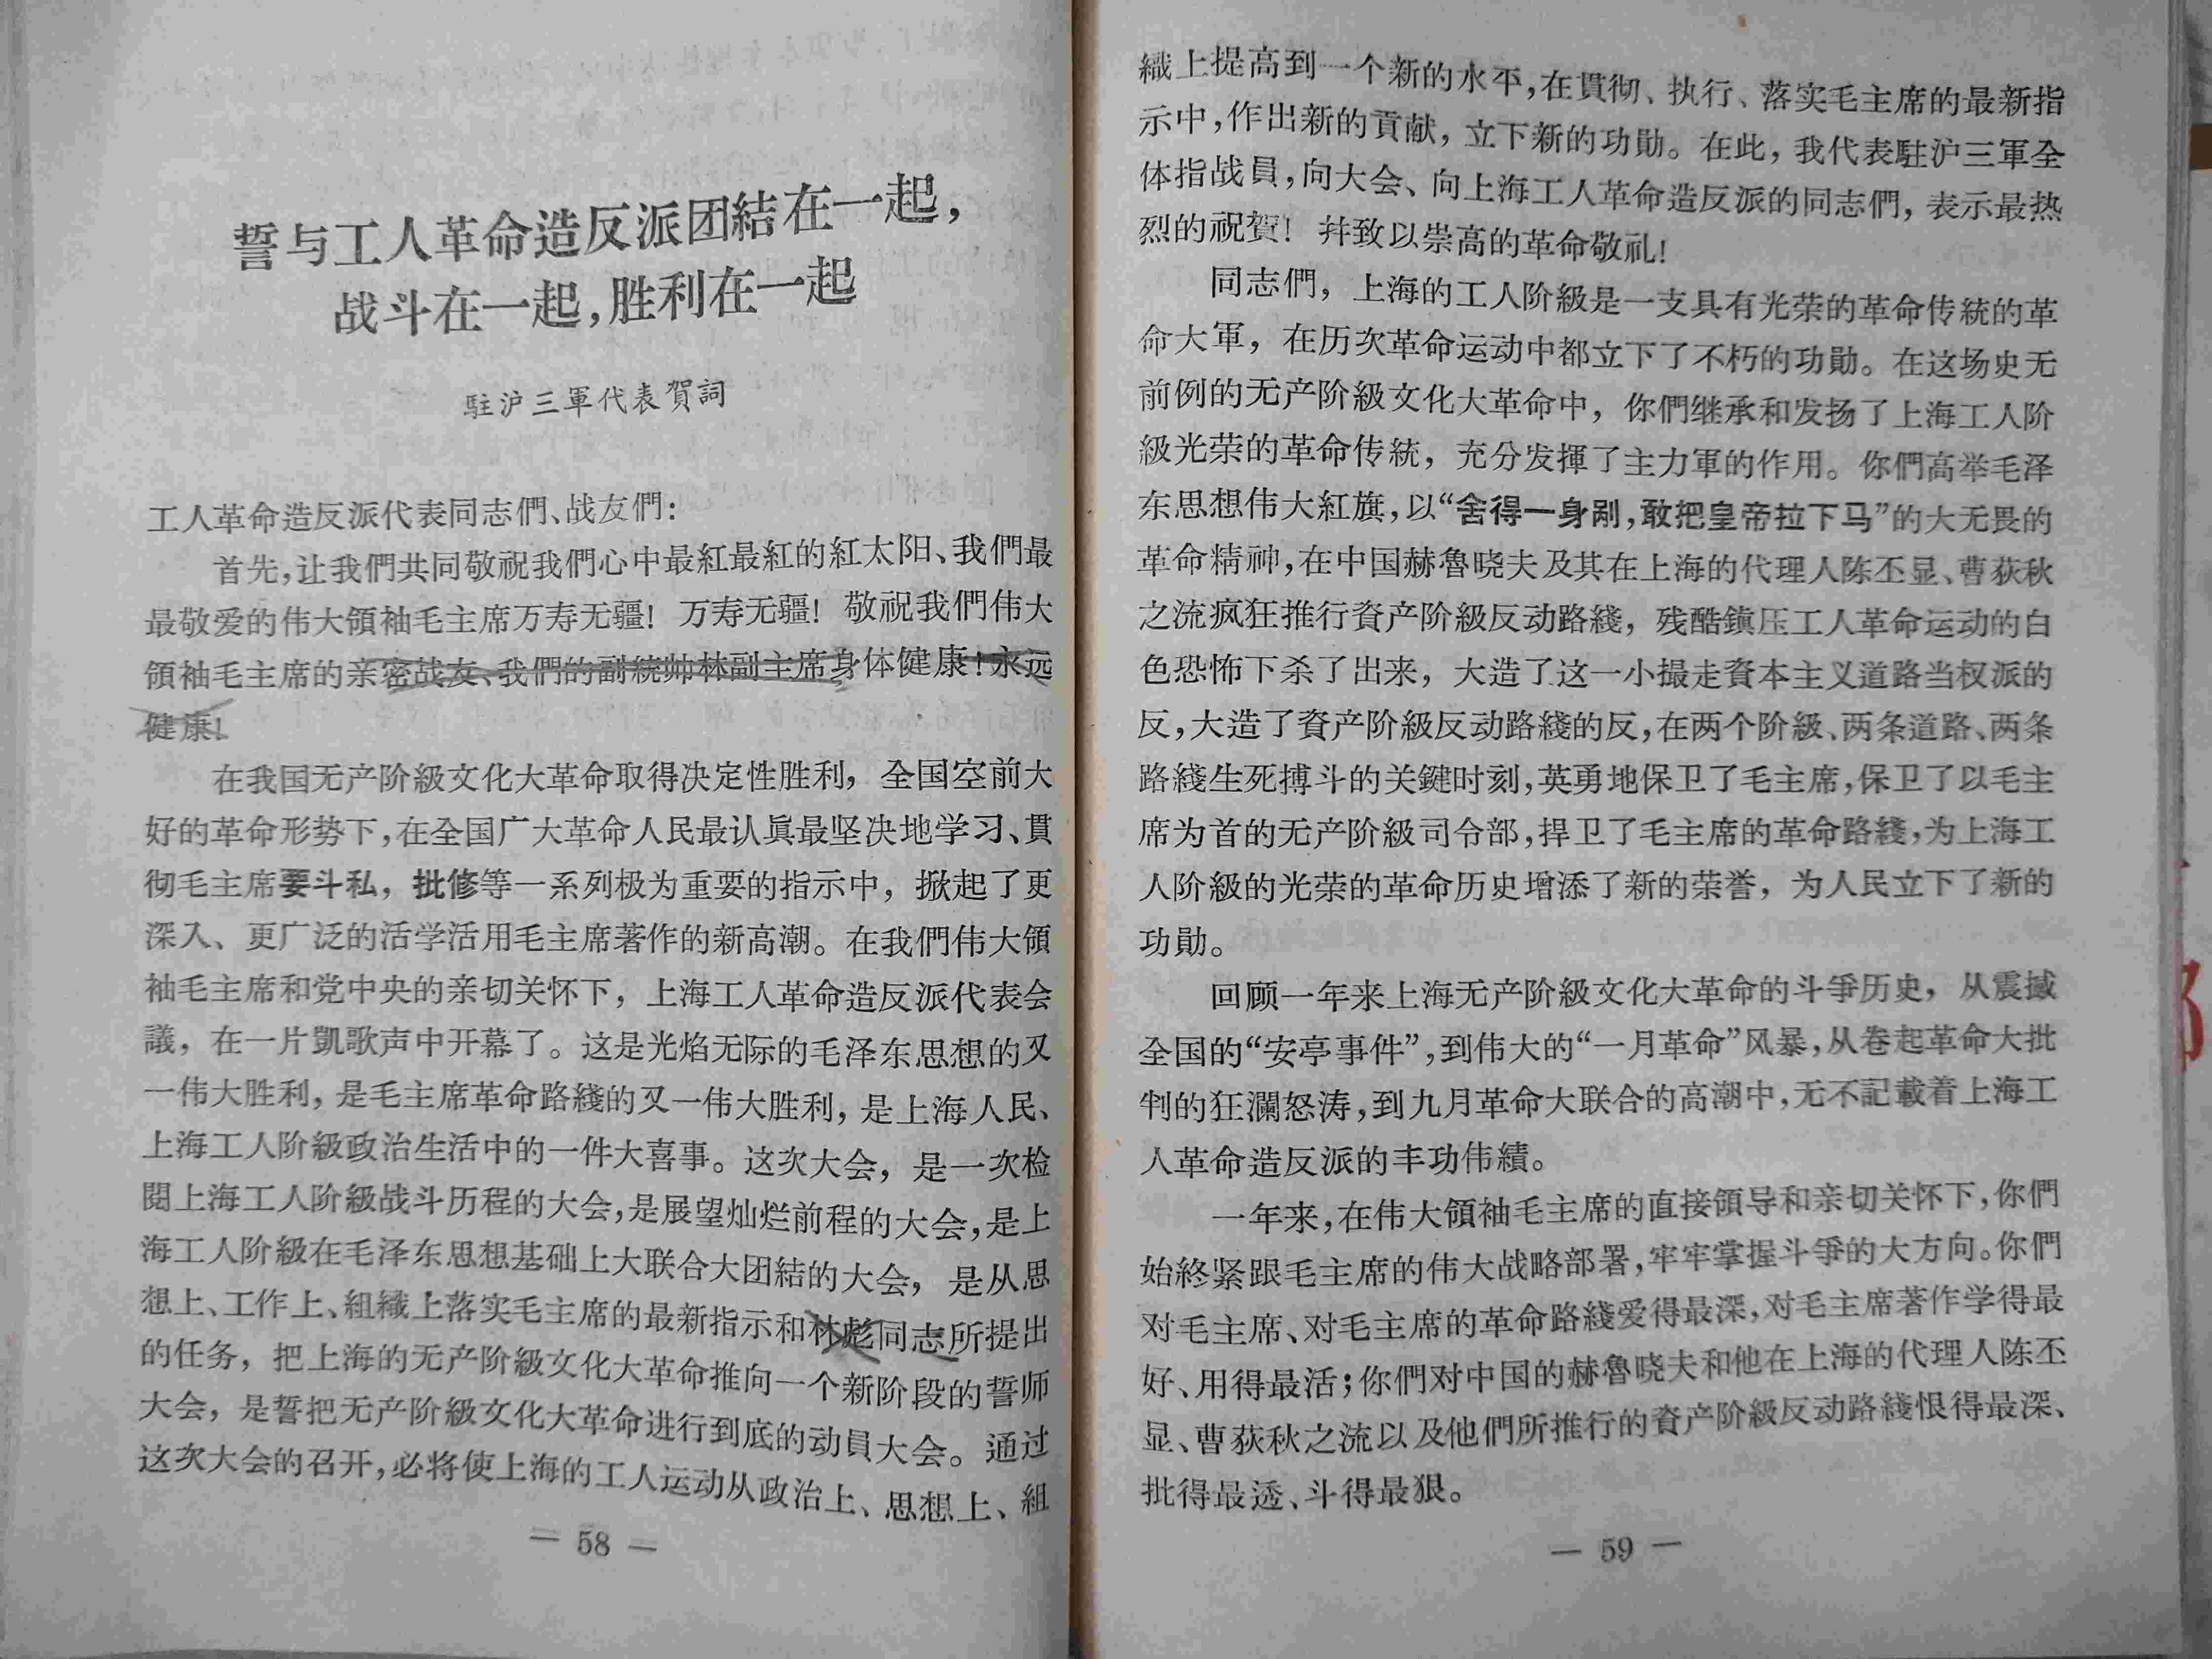 誓与工人革命造反派团結在一起，
战斗在一起，胜利在一起
駐沪三軍代表賀詞
工人革命造反派代表同志們、战友們：
首先，让我們共同敬祝我們心中最紅最紅的紅太阳、我們最
最敬爱的伟大領袖毛主席万寿无疆！万寿无疆！敬祝我們伟大
領袖毛主席的亲密战友、我們的副統帅林副主席身体健康！永远
健康！
在我国无产阶級文化大革命取得决定性胜利，全国空前大
好的革命形势下，在全国广大革命人民最认眞最坚决地学习、貫
彻毛主席要斗私，批修等一系列极为重要的指示中，掀起了更
深入、更广泛的活学活用毛主席著作的新高潮。在我們伟大領
袖毛主席和党中央的亲切关怀下，上海工人革命造反派代表会
議，在一片凱歌声中开幕了。这是光焰无际的毛泽东思想的又
一伟大胜利，是毛主席革命路綫的又一伟大胜利，是上海人民、
上海工人阶級政治生活中的一件大喜事。这次大会，是一次检
閱上海工人阶級战斗历程的大会，是展望灿烂前程的大会，是上
海工人阶級在毛泽东思想基础上大联合大团結的大会，是从思
想上、工作上、組織上落实毛主席的最新指示和林彪同志所提出
的任务，把上海的无产阶級文化大革命推向一个新阶段的誓师
大会，是誓把无产阶級文化大革命进行到底的动員大会。通过
这次大会的召开，必将使上海的工人运动从政治上、思想上、組
— 58 —
織上提高到一个新的水平，在貫彻、执行、落实毛主席的最新指
示中，作出新的貢献，立下新的功勛。在此，我代表駐沪三軍全
体指战員，向大会、向上海工人革命造反派的同志們，表示最热
烈的祝賀！幷致以崇高的革命敬礼！
同志們，上海的工人阶級是一支具有光荣的革命传統的革
命大軍，在历次革命运动中都立下了不朽的功勛。在这场史无
前例的无产阶級文化大革命中，你們继承和发扬了上海工人阶
級光荣的革命传統，充分发揮了主力軍的作用。你們高举毛泽
东思想伟大紅旗，以“舍得一身剐，敢把皇帝拉下马”的大无畏的
革命精神，在中国赫魯晓夫及其在上海的代理人陈丕显、曹荻秋
之流疯狂推行資产阶級反动路綫，残酷鎮压工人革命运动的白
色恐怖下杀了出来，大造了这一小撮走資本主义道路当权派的
反，大造了資产阶級反动路綫的反，在两个阶級、两条道路、两条
路綫生死搏斗的关鍵时刻，英勇地保卫了毛主席，保卫了以毛主
席为首的无产阶級司令部，捍卫了毛主席的革命路綫，为上海工
人阶級的光荣的革命历史增添了新的荣誉，为人民立下了新的
功勛。
回顾一年来上海无产阶級文化大革命的斗爭历史，从震撼
全国的“安亭事件”，到伟大的“一月革命”风暴，从卷起革命大批
判的狂瀾怒涛，到九月革命大联合的高潮中，无不記載着上海工
人革命造反派的丰功伟績。
一年来，在伟大領袖毛主席的直接領导和亲切关怀下，你們
始終紧跟毛主席的伟大战略部署，牢牢掌握斗爭的大方向。你們
对毛主席、对毛主席的革命路綫爱得最深，对毛主席著作学得最
好、用得最活；你們对中国的赫魯晓夫和他在上海的代理人陈丕
显、曹荻秋之流以及他們所推行的資产阶級反动路綫恨得最深、
批得最透、斗得最狠。
— 59 —